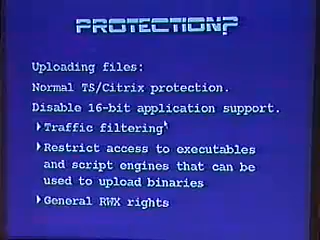 PROTECTION?
Uploading files:
Normal TS/Citrix protection.
Disable 16-bit application support.
Traffic filtering
Restrict access to executables
and script engines that can be
used to upload binaries
General RWX rights